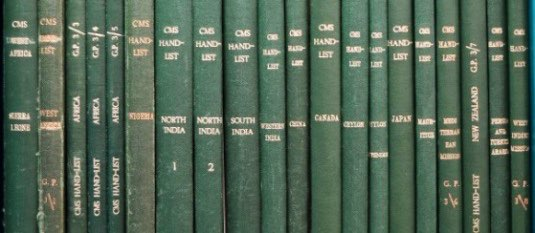 CMS
WEST
AFRICA
SIERRA
LEONE
CMS
HAND-
LIST
WEST
AFRICA
G. P.
3/2
G.P. 3/3
AFRICA
CMS HAND-LIST
G.P. 3/4
AFRICA
CMS HAND-LIST
G.P. 3/5
AFRICA
CMS HAND-LIST
CMS
HAND-
LIST
NIGERIA
CMS
HAND-
LIST
NORTH
INDIA
1
CMS
HAND-
LIST
NORTH
INDIA
2
CMS
HAND-
LIST
SOUTH
INDIA
CMS
HAND-
LIST
WESTERN
INDIA
CMS
HAND-
LIST
CHINA
CMS
HAND-
LIST
CANADA
CMS
HAND-
LIST
CEYLON
CMS
HAND-
LIST
CEYLON
CMS
HAND-
LIST
JAPAN
CMS
HAND-
LIST
MAUR-
ITIUS
CMS
HAND-
LIST
MEDI-
TERRAN-
EAN
MISSION
G. P.
3/6
G.P. 3/7
NEW ZEALAND
CMS HAND-LIST
CMS
HAND-
LIST
PERSIA
AND
TURKISH
ARABIA
CMS
HAND-
LIST
WEST
INDIES
MISSION
G. P.
3/8